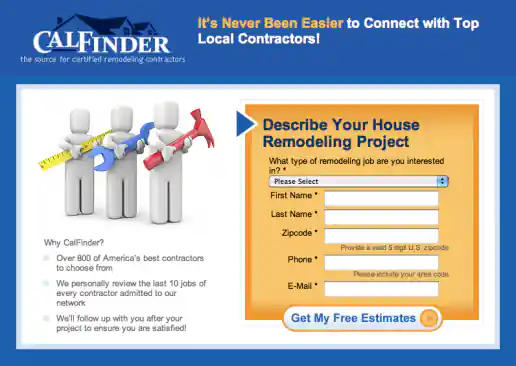 CALFINDER
the source for certified remodeling contractors
It's Never Been Easier to Connect with Top
Local Contractors!
Why CalFinder?
Over 800 of America's best contractors
to choose from
We personally review the last 10 jobs of
every contractor admitted to our
network
We'll follow up with you after your
project to ensure you are satisfied!
Describe Your House
Remodeling Project
What type of remodeling job are you interested
in? *
Please Select
First Name *
Last Name *
Zipcode *
Provide a valid 5 digit U.S. zipcode
Phone *
Please include your area code
E-Mail *
Get My Free Estimates